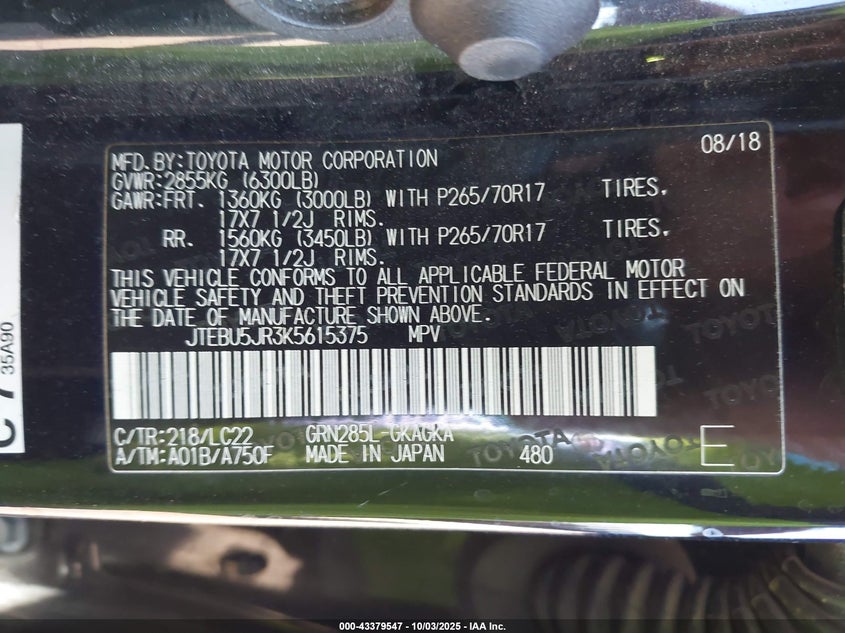 08/18
MFD.BY:TOYOTA MOTOR CORPORATION
GVWR:2855KG (6300LB)
GAWR:FRT. 1360KG (3000LB) WITH P265/70R17 TIRES,
17X7 1/2J RIMS.
RR. 1560KG (3450LB) WITH P265/70R17 TIRES,
17X7 1/2J RIMS.
THIS VEHICLE CONFORMS TO ALL APPLICABLE FEDERAL MOTOR
VEHICLE SAFETY AND THEFT PREVENTION STANDARDS IN EFFECT ON
THE DATE OF MANUFACTURE SHOWN ABOVE.
JTEBU5JR3K5615375 MPV
C/TR:218/LC22 GRN285L-GKAGKA
A/TM:A01B/A750F MADE IN JAPAN 480 E
35A90
TOYOTA
000-43379547 - 10/03/2025 - IAA Inc.